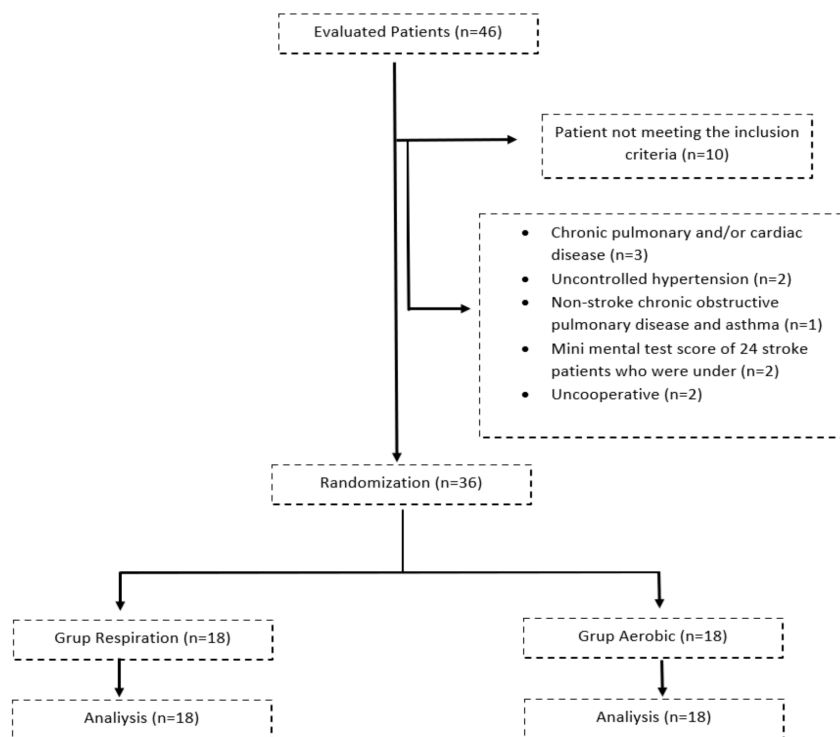 Evaluated Patients (n=46)
Patient not meeting the inclusion
criteria (n=10)
• Chronic pulmonary and/or cardiac
disease (n=3)
• Uncontrolled hypertension (n=2)
• Non-stroke chronic obstructive
pulmonary disease and asthma (n=1)
• Mini mental test score of 24 stroke
patients who were under (n=2)
• Uncooperative (n=2)
Randomization (n=36)
Grup Respiration (n=18)
Grup Aerobic (n=18)
Analiysis (n=18)
Analiysis (n=18)